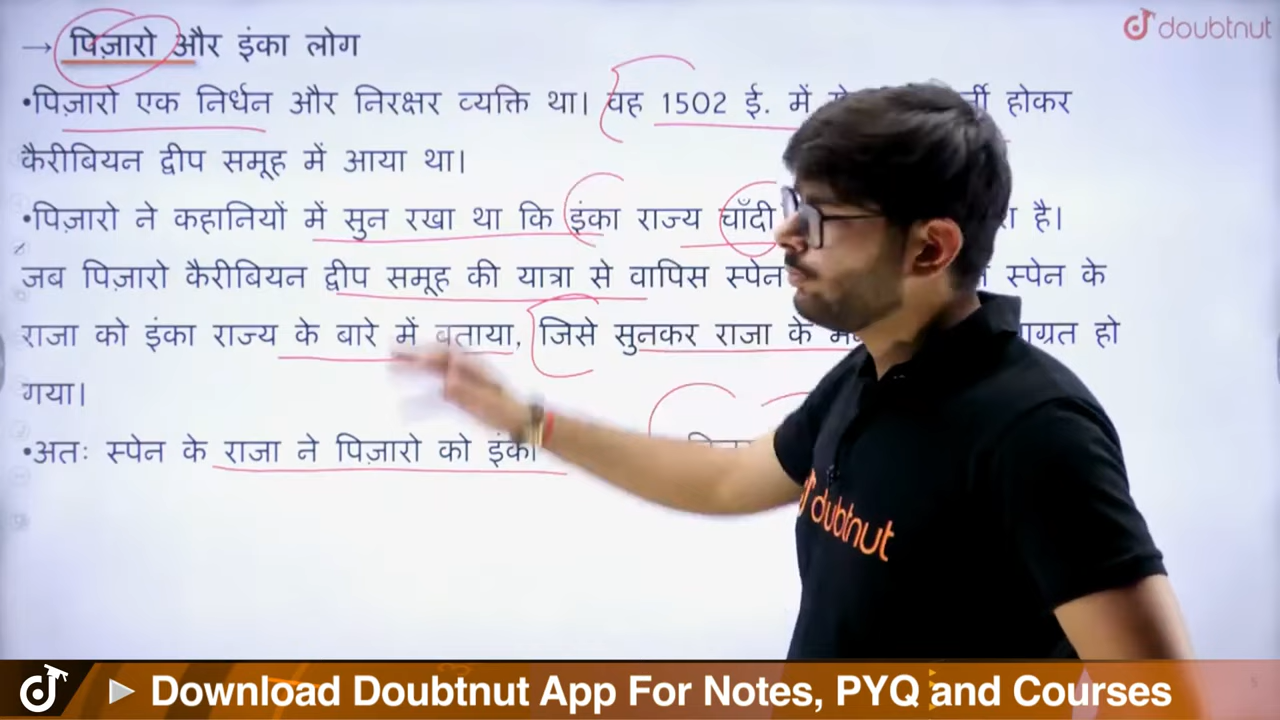 → पिज़ारो और इंका लोग
doubtnut
•पिज़ारो एक निर्धन और निरक्षर व्यक्ति था। वह 1502 ई. में होकर
कैरीबियन द्वीप समूह में आया था।
•पिज़ारो ने कहानियों में सुन रखा था कि इंका राज्य चाँदी है।
जब पिज़ारो कैरीबियन द्वीप समूह की यात्रा से वापिस स्पेन स्पेन के
राजा को इंका राज्य के बारे में बताया, जिसे सुनकर राजा के हो
गया।
•अतः स्पेन के राजा ने पिज़ारो को इंका
doubtnut
► Download Doubtnut App For Notes, PYQ and Courses